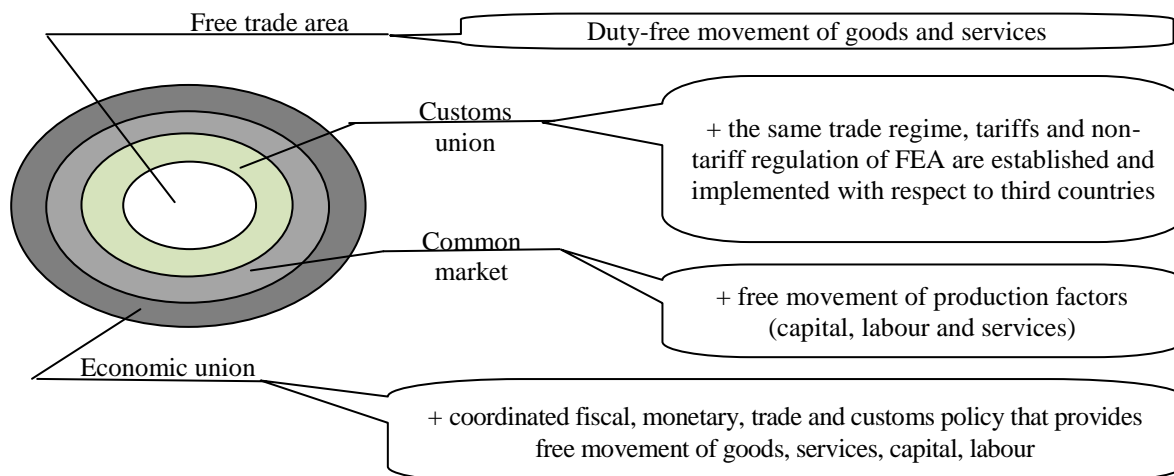 Free trade area
Duty-free movement of goods and services
Customs
union
+ the same trade regime, tariffs and non-
tariff regulation of FEA are established and
implemented with respect to third countries
Common
market
+ free movement of production factors
(capital, labour and services)
Economic union
+ coordinated fiscal, monetary, trade and customs policy that provides
free movement of goods, services, capital, labour